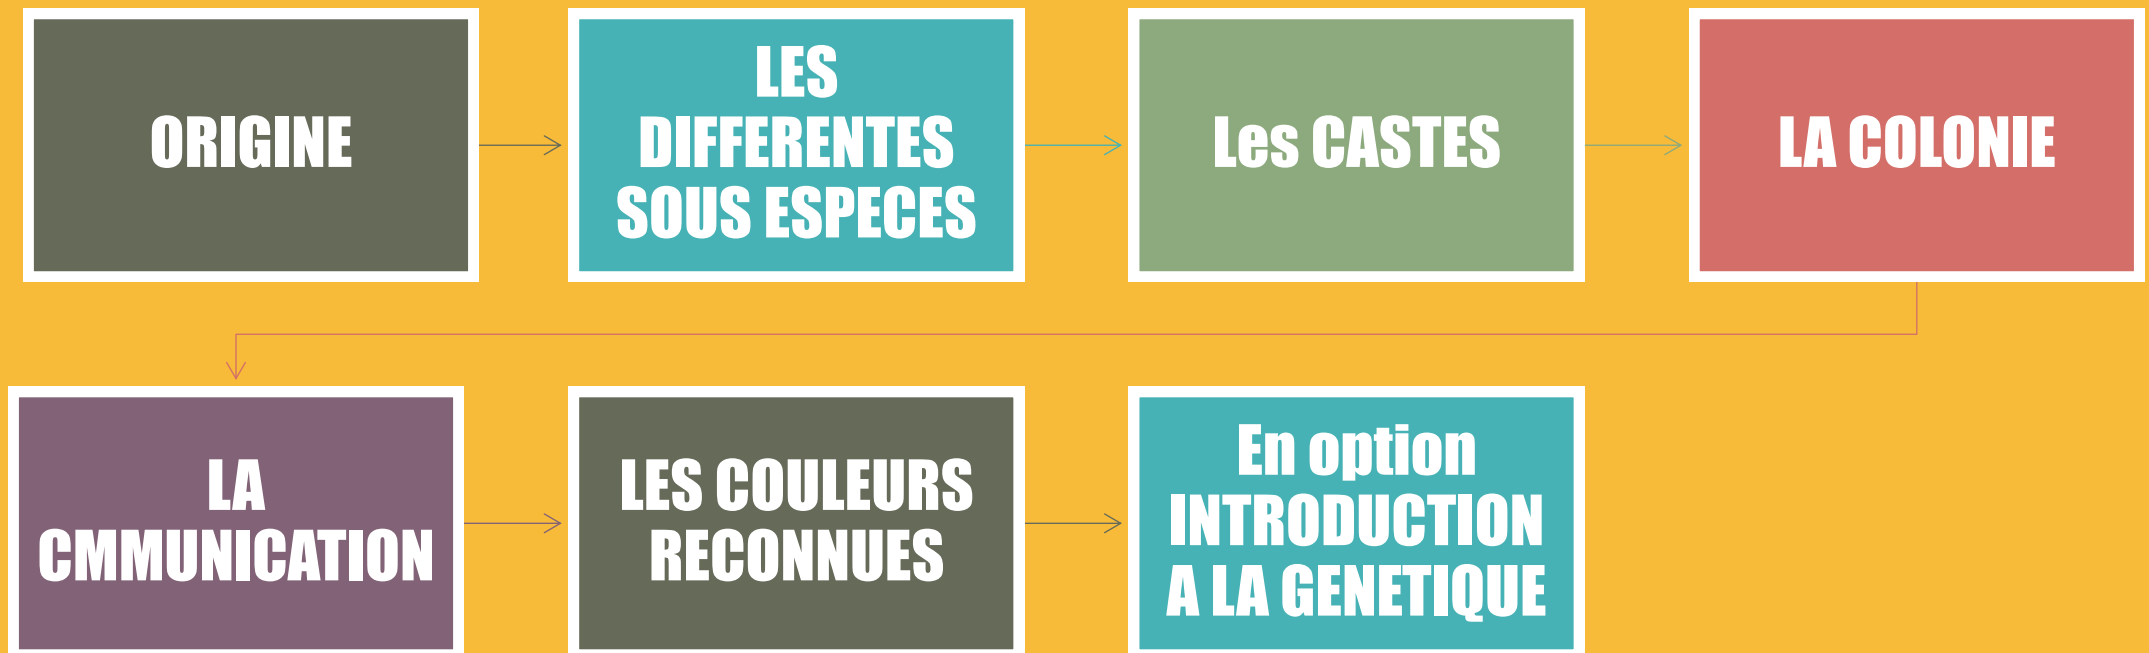 ORIGINE
LES
DIFFERENTES
SOUS ESPECES
Les CASTES
LA COLONIE
LA
CMMUNICATION
LES COULEURS
RECONNUES
En option
INTRODUCTION
A LA GENETIQUE